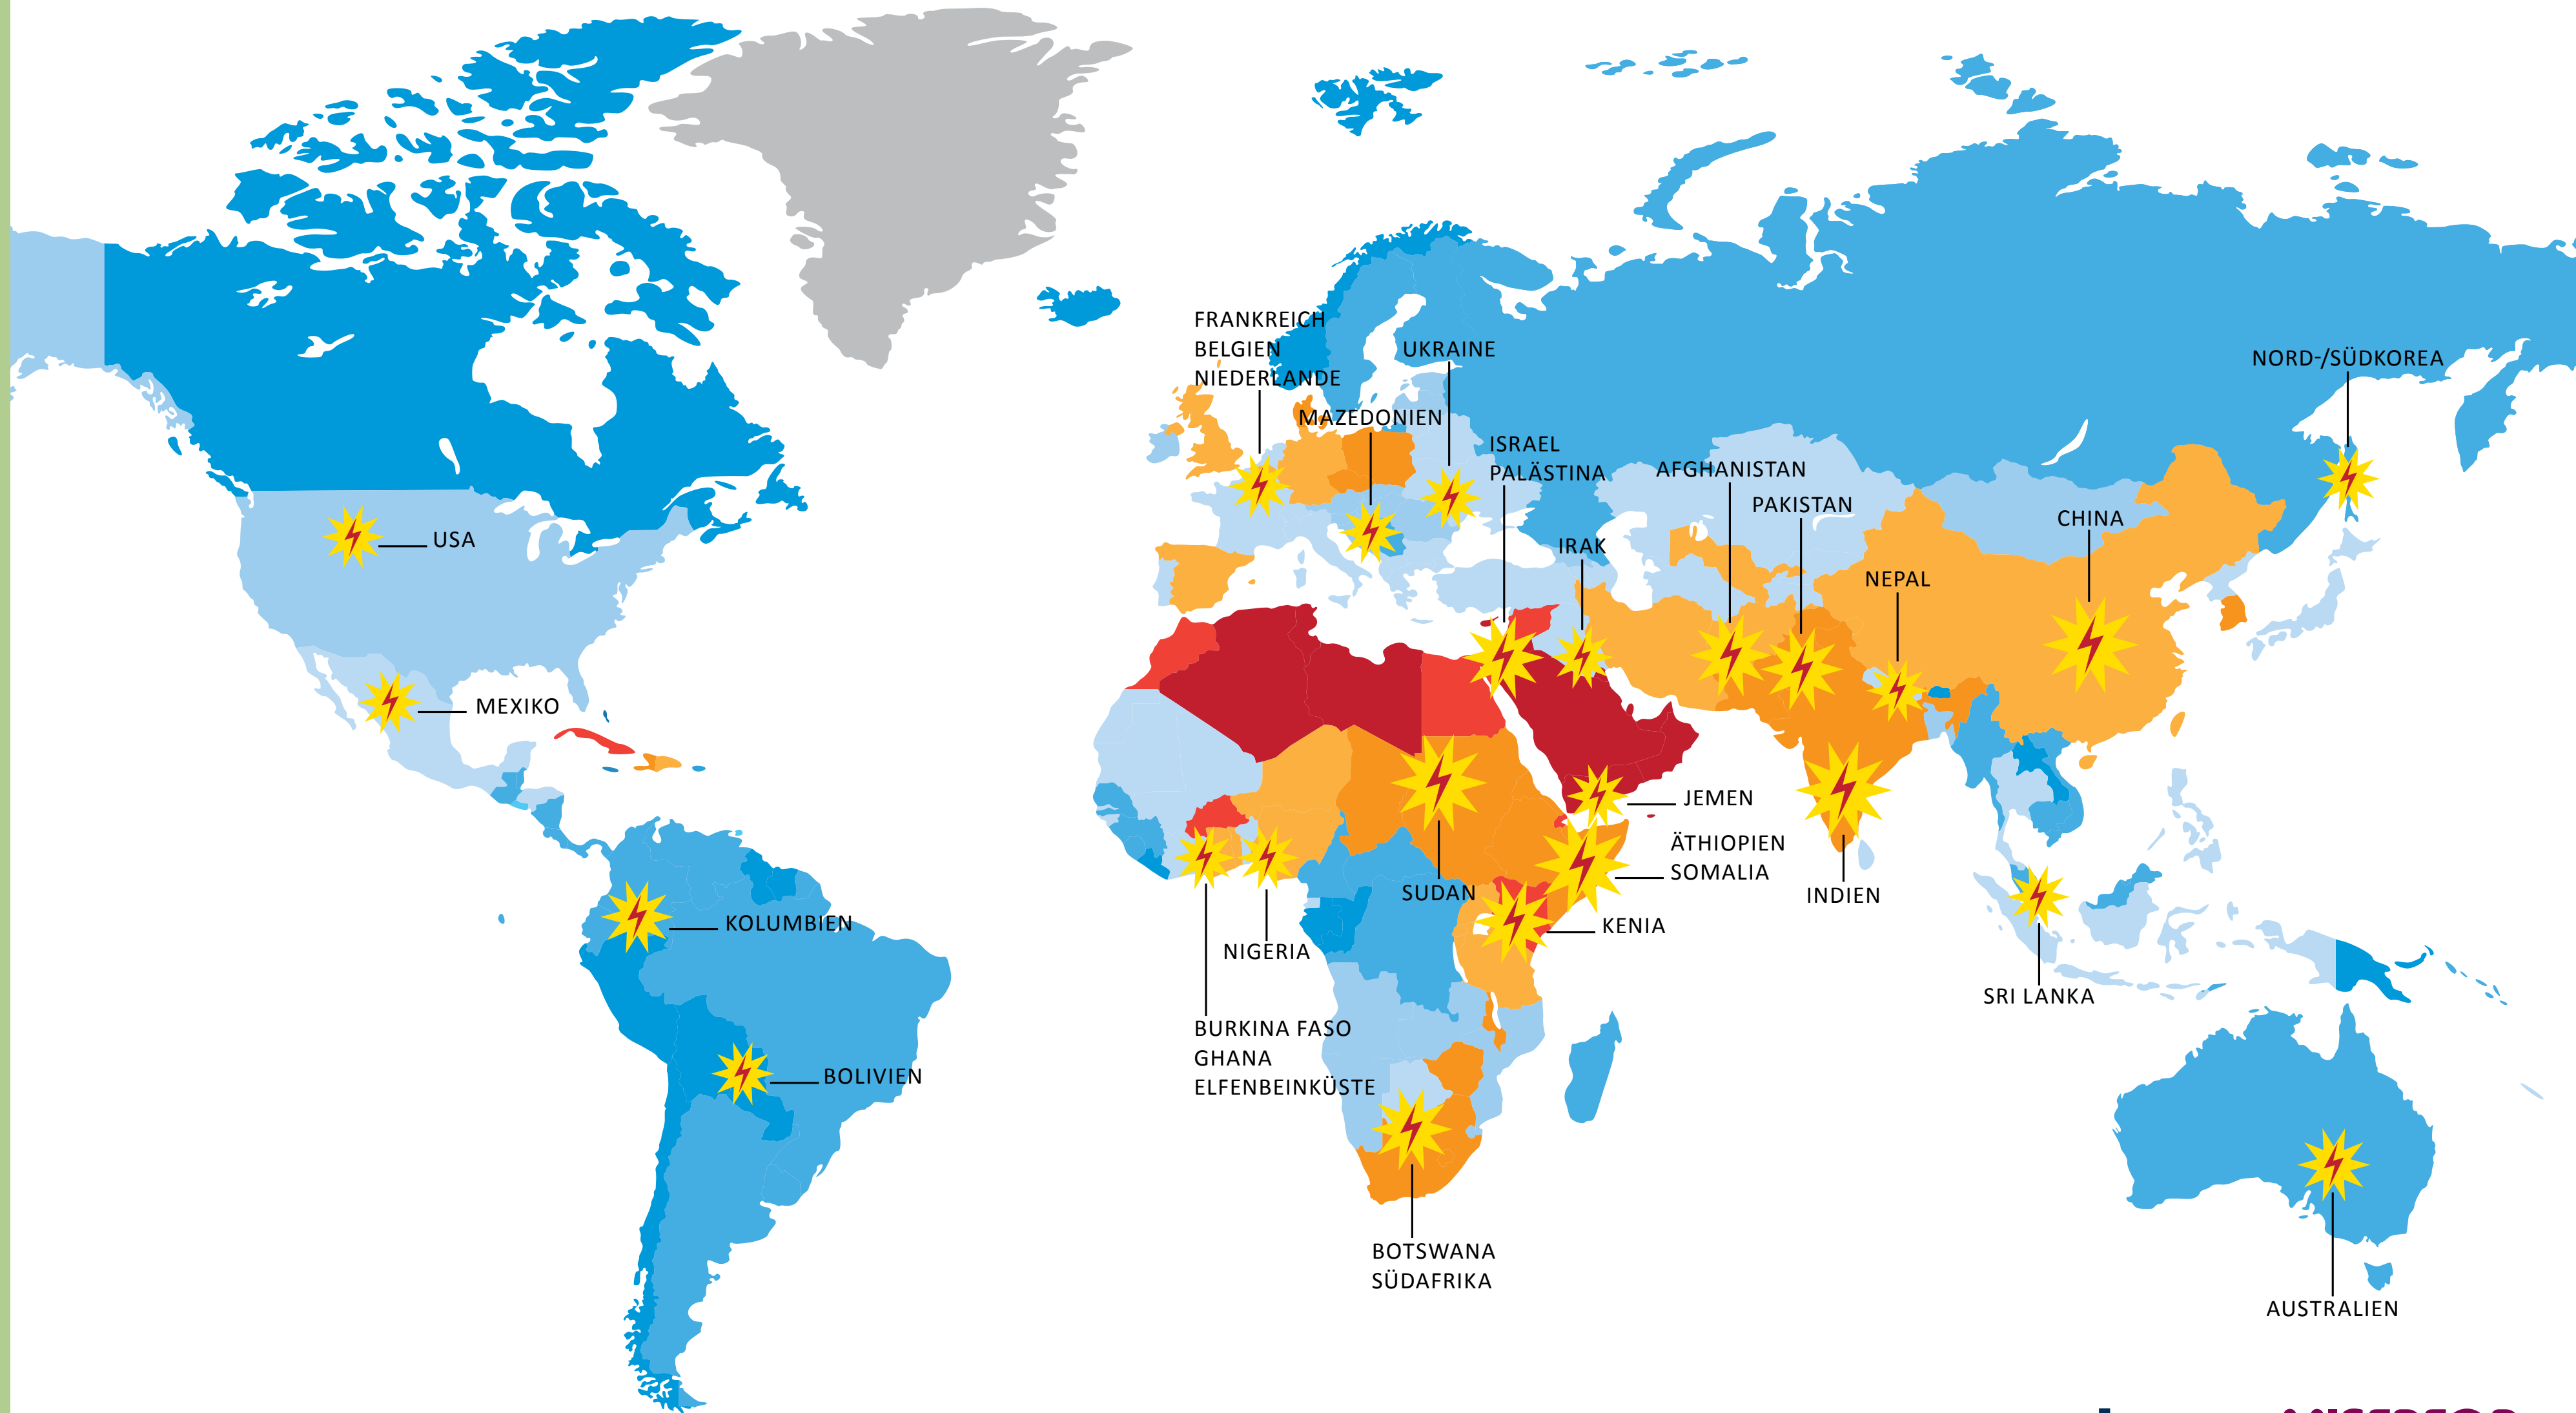 FRANKREICH
BELGIEN
NIEDERLANDE
UKRAINE
NORD-/SÜDKOREA
MAZEDONIEN
ISRAEL
PALÄSTINA
AFGHANISTAN
PAKISTAN
CHINA
USA
IRAK
NEPAL
MEXIKO
JEMEN
ÄTHIOPIEN
SOMALIA
SUDAN
INDIEN
KOLUMBIEN
KENIA
NIGERIA
SRI LANKA
BURKINA FASO
GHANA
ELFENBEINKÜSTE
BOLIVIEN
BOTSWANA
SÜDAFRIKA
AUSTRALIEN